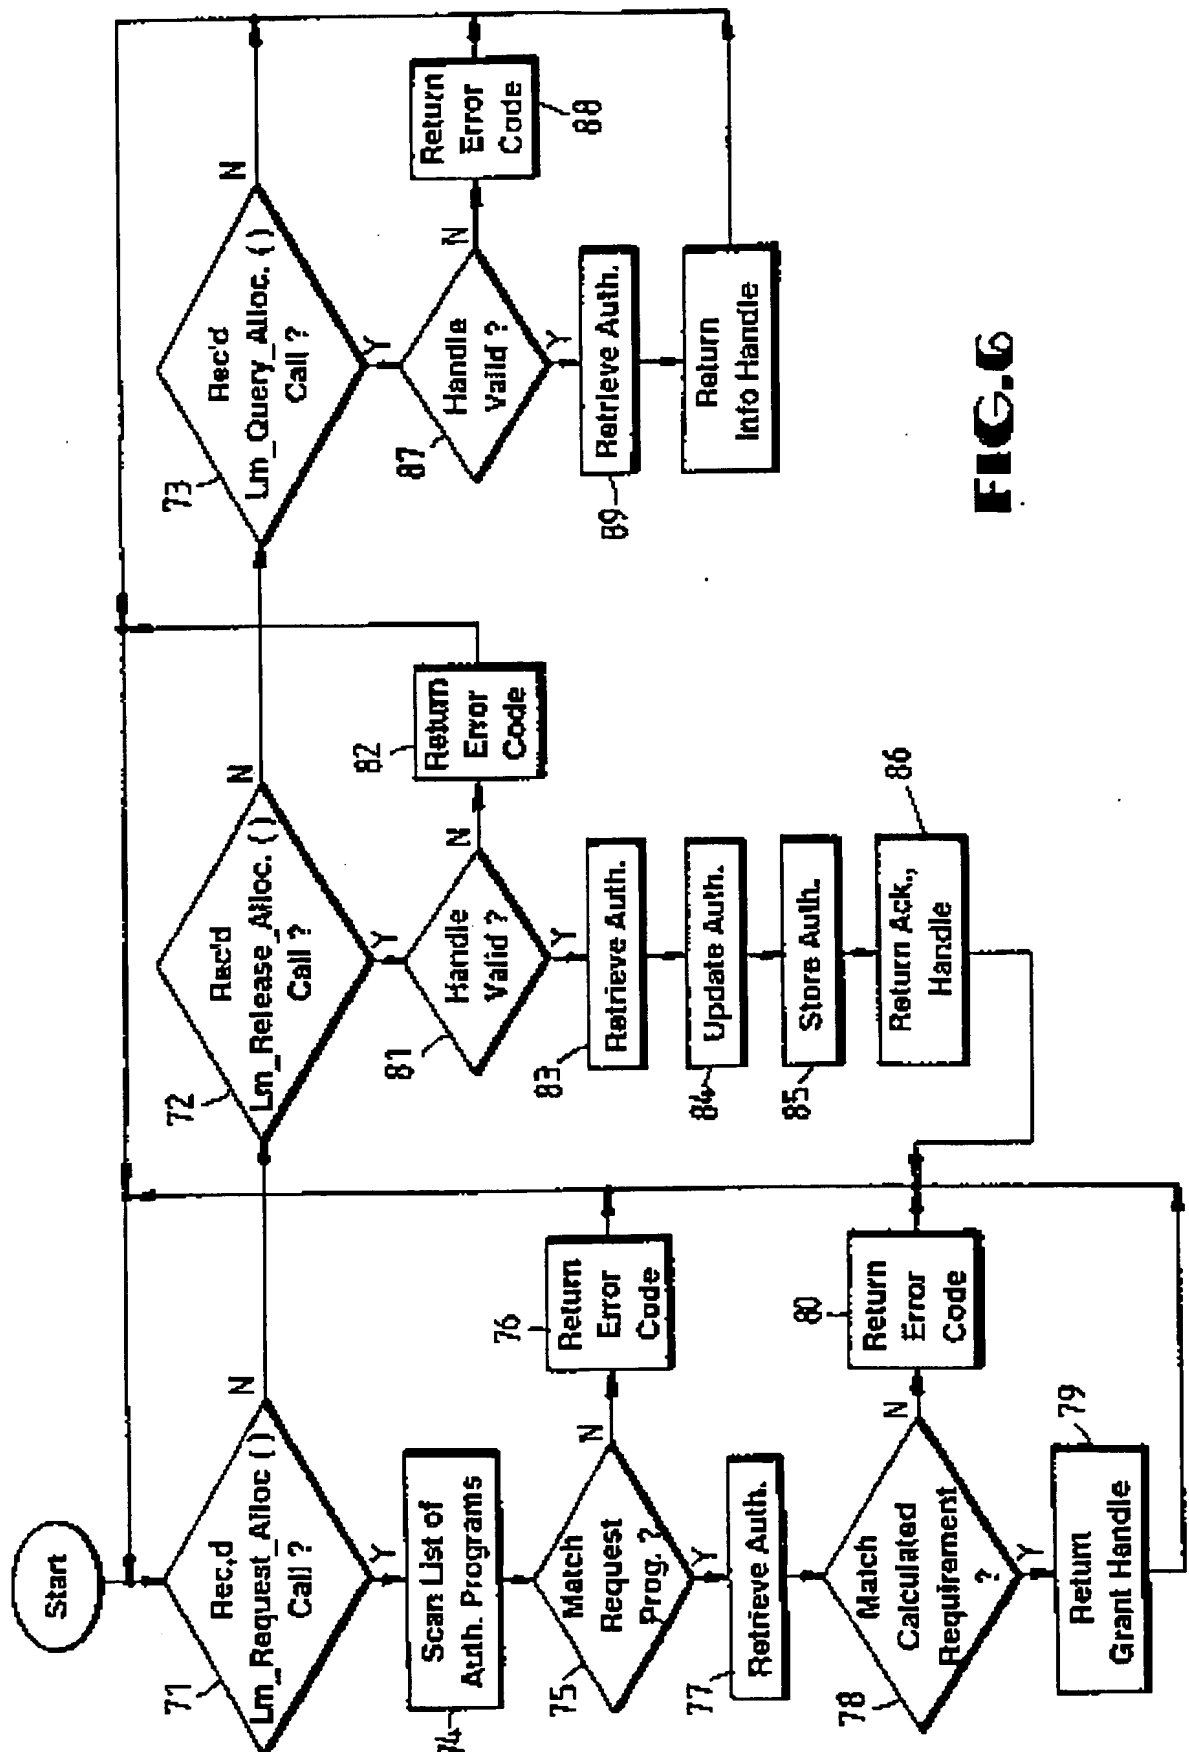 Start
71
Rec,d
Lm_Request_Alloc ( )
Call ?
N
Y
Scan List of
Auth. Programs
74
75
Match
Request
Prog. ?
N
Y
76
Return
Error
Code
77
Retrieve Auth.
78
Match
Calculated
Requirement
?
N
Y
80
Return
Error
Code
79
Return
Grant Handle
72
Rec'd
Lm_Release_Alloc. ( )
Call ?
N
Y
81
Handle
Valid ?
N
Y
82
Return
Error
Code
83
Retrieve Auth.
84
Update Auth.
85
Store Auth.
86
Return Ack.,
Handle
73
Rec'd
Lm_Query_Alloc. ( )
Call ?
N
Y
87
Handle
Valid ?
N
Y
88
Return
Error
Code
89
Retrieve Auth.
Return
Info Handle
FIG.6